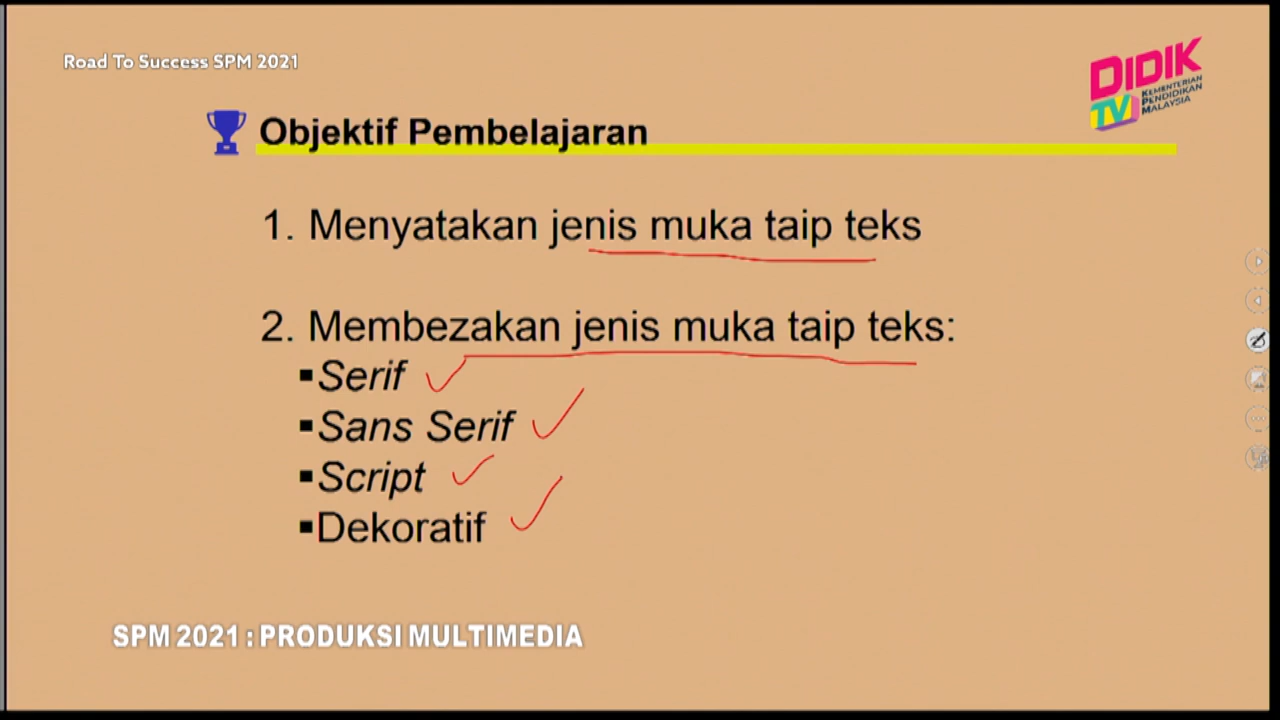 Road To Success SPM 2021
DIDIK
TV
KEMENTERIAN
PENDIDIKAN
MALAYSIA
Objektif Pembelajaran
1. Menyatakan jenis muka taip teks
2. Membezakan jenis muka taip teks:
▪Serif
▪Sans Serif
▪Script
▪Dekoratif
SPM 2021 : PRODUKSI MULTIMEDIA